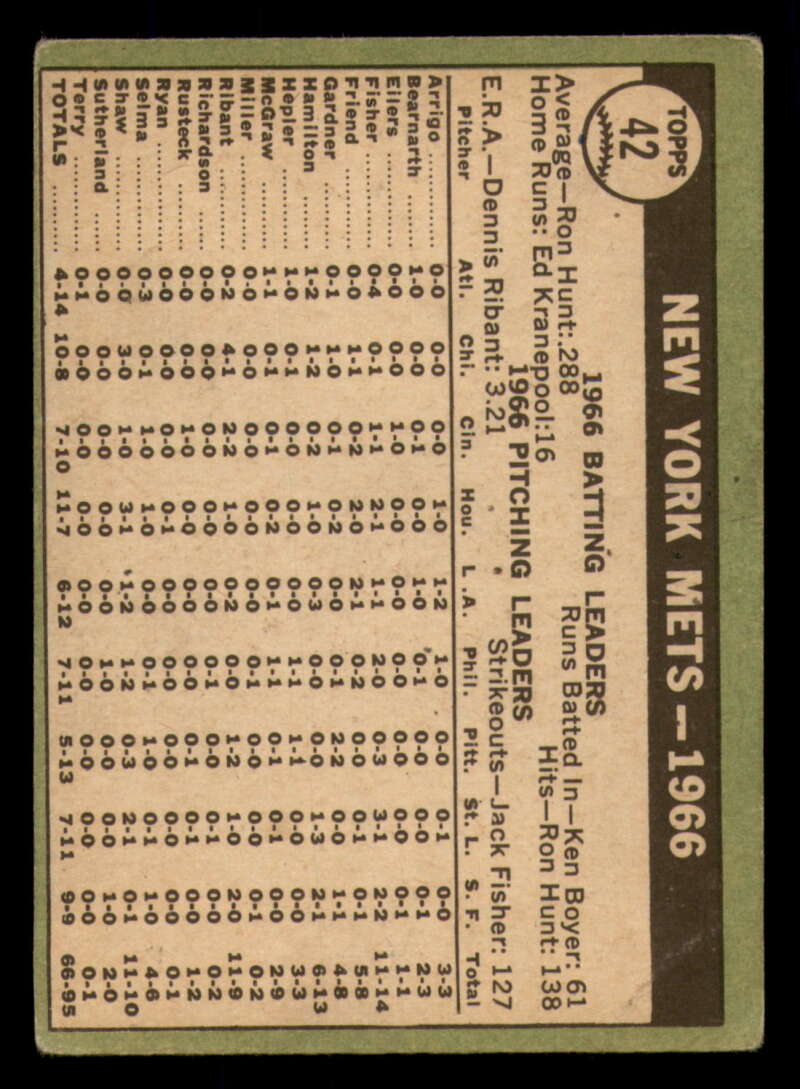 TOPPS
42
NEW YORK METS—1966
1966 BATTING LEADERS
Average—Ron Hunt:.288 Runs Batted In—Ken Boyer: 61
Home Runs: Ed Kranepool:16 Hits—Ron Hunt: 138
1966 PITCHING LEADERS
E.R.A.—Dennis Ribant: 3.21 Strikeouts—Jack Fisher: 127
Pitcher Atl. Chi. Cin. Hou. L.A. Phil. Pitt. St. L. S. F. Total
Arrigo ............ 0-0 0-0 0-0 1-0 1-2 1-0 0-0 0-1 0-0 3-3
Bearnarth ........ 1-0 0-0 0-1 0-0 1-0 0-1 0-0 0-0 0-1 2-3
Eilers ............ 0-0 0-0 1-0 0-0 0-0 0-0 0-0 0-0 0-1 1-1
Fisher ............ 0-4 0-1 1-1 2-1 1-1 2-0 0-3 3-1 2-2 11-14
Friend ............ 0-0 1-1 0-2 2-0 2-1 0-2 0-0 0-1 0-1 5-8
Gardner .......... 0-1 1-0 0-1 0-2 0-0 0-1 2-2 0-0 1-1 4-8
Hamilton ........ 1-2 1-2 0-2 1-0 0-3 0-0 0-0 1-3 2-1 6-13
Hepler ............ 1-0 0-1 0-0 0-0 0-0 1-1 1-1 0-0 0-0 3-3
McGraw .......... 1-1 0-1 0-1 0-2 0-1 1-1 0-1 0-1 0-0 2-9
Miller ............ 0-0 0-0 0-0 0-0 0-0 0-1 0-0 0-0 0-1 0-2
Ribant ............ 0-2 4-1 2-2 1-0 0-2 0-0 1-2 1-0 2-0 11-9
Richardson ...... 0-0 0-0 0-0 0-0 0-0 0-1 0-0 0-1 0-0 0-2
Rusteck .......... 0-0 0-0 1-0 0-0 0-0 0-0 0-1 0-1 0-0 1-2
Ryan .............. 0-0 0-0 0-0 0-1 0-0 0-0 0-0 0-0 0-0 0-1
Selma ............ 0-3 0-1 1-0 1-0 0-0 0-1 1-0 0-1 1-0 4-6
Shaw .............. 0-0 3-0 1-0 3-1 1-2 1-2 0-3 2-1 0-1 11-10
Sutherland ...... 0-0 0-0 0-0 0-0 0-0 1-0 0-0 0-0 1-0 2-0
Terry .............. 0-1 0-0 0-0 0-0 0-0 0-0 0-0 0-0 0-0 0-1
TOTALS .......... 4-14 10-8 7-10 11-7 6-12 7-11 5-13 7-11 9-9 66-95